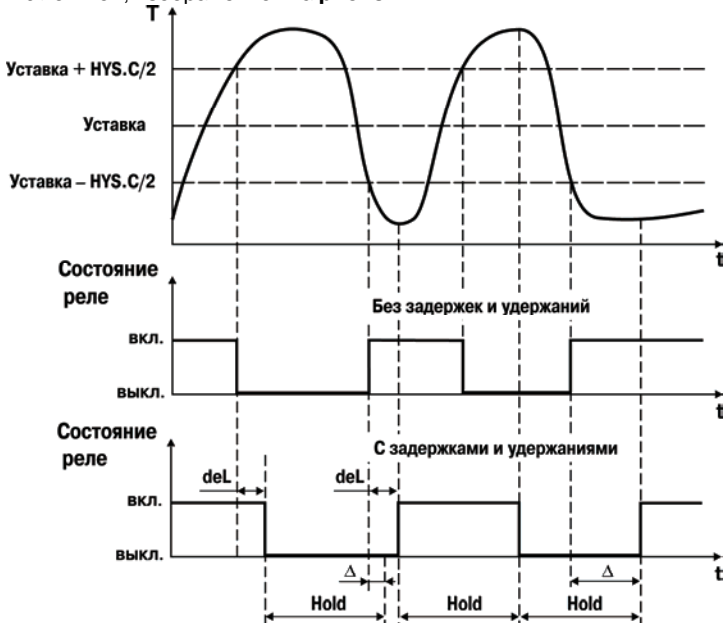 T
Уставка + HYS.C/2
Уставка
Уставка – HYS.C/2
t
Состояние
реле
Без задержек и удержаний
вкл.
выкл.
t
Состояние
реле
С задержками и удержаниями
deL
deL
вкл.
выкл.
t
Δ
Δ
Hold
Hold
Hold